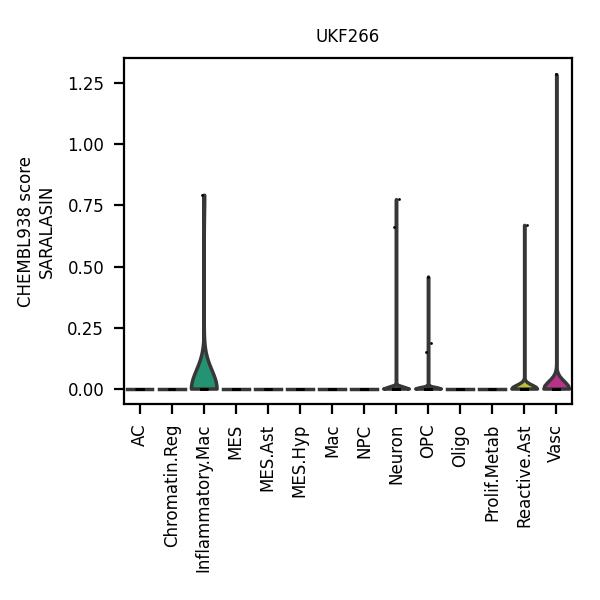 UKF266
CHEMBL938 score
SARALASIN
1.25
1.00
0.75
0.50
0.25
0.00
AC
Chromatin.Reg
Inflammatory.Mac
MES
MES.Ast
MES.Hyp
Mac
NPC
Neuron
OPC
Oligo
Prolif.Metab
Reactive.Ast
Vasc